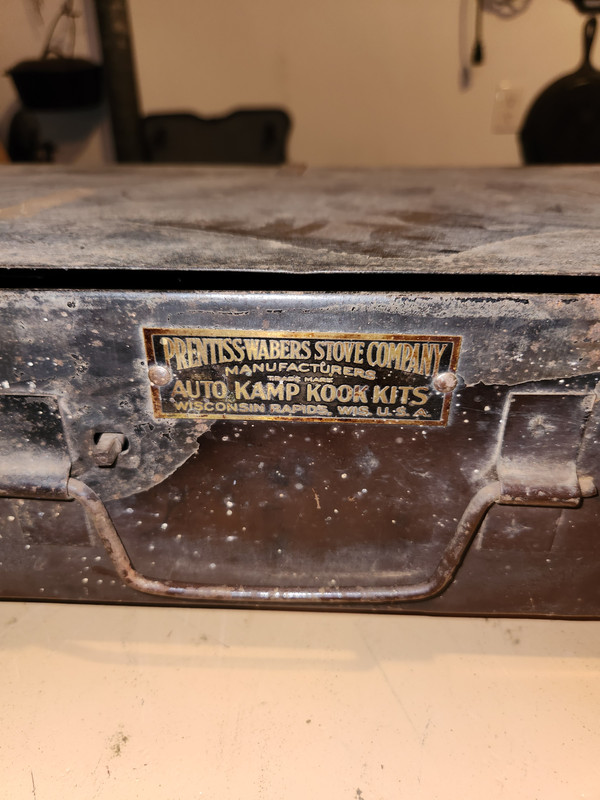 PRENTISS-WABERS STOVE COMPANY
MANUFACTURERS
TRADE MARK
AUTO KAMP KOOK KITS
WISCONSIN RAPIDS, WIS. U.S.A.